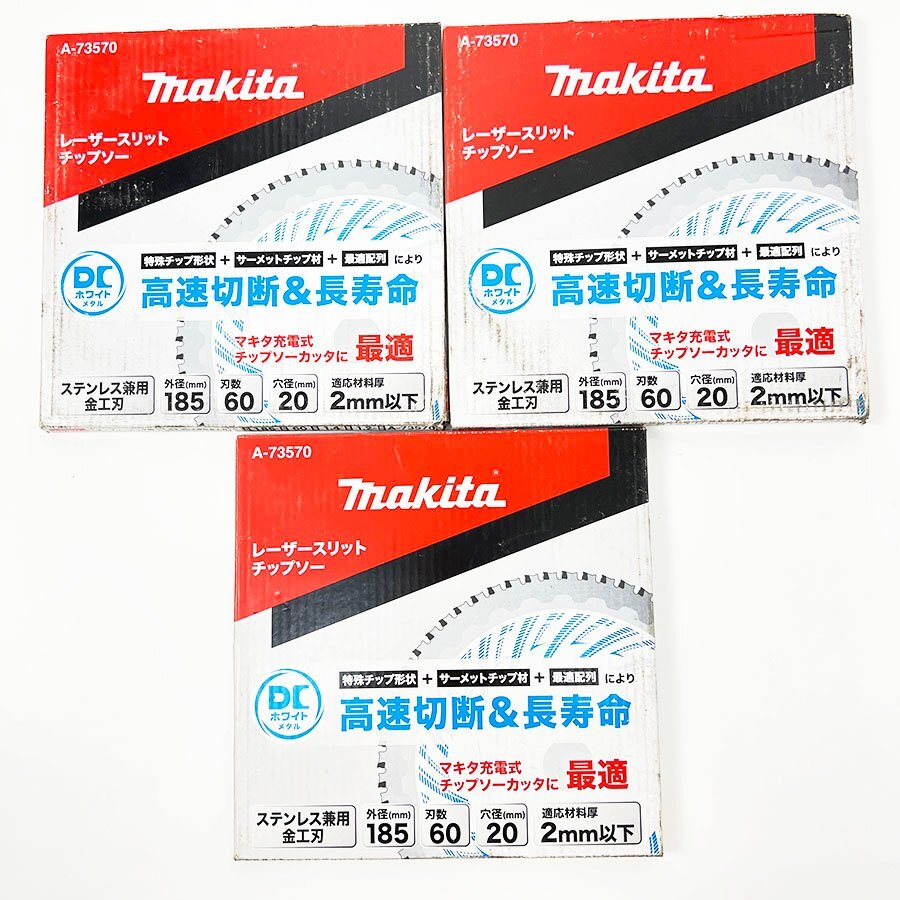 A-73570
makita
レーザースリット
チップソー
特殊チップ形状 + サーメットチップ材 + 最適配列 により
DC
ホワイト
メタル
高速切断&長寿命
マキタ充電式
チップソーカッタに 最適
ステンレス兼用
金工刃
外径(mm)
185
刃数
60
穴径(mm)
20
適応材料厚
2mm以下
A-73570
makita
レーザースリット
チップソー
特殊チップ形状 + サーメットチップ材 + 最適配列 により
DC
ホワイト
メタル
高速切断&長寿命
マキタ充電式
チップソーカッタに 最適
ステンレス兼用
金工刃
外径(mm)
185
刃数
60
穴径(mm)
20
適応材料厚
2mm以下
A-73570
makita®
レーザースリット
チップソー
特殊チップ形状 + サーメットチップ材 + 最適配列 により
DC
ホワイト
メタル
高速切断&長寿命
マキタ充電式
チップソーカッタに 最適
ステンレス兼用
金工刃
外径(mm)
185
刃数
60
穴径(mm)
20
適応材料厚
2mm以下